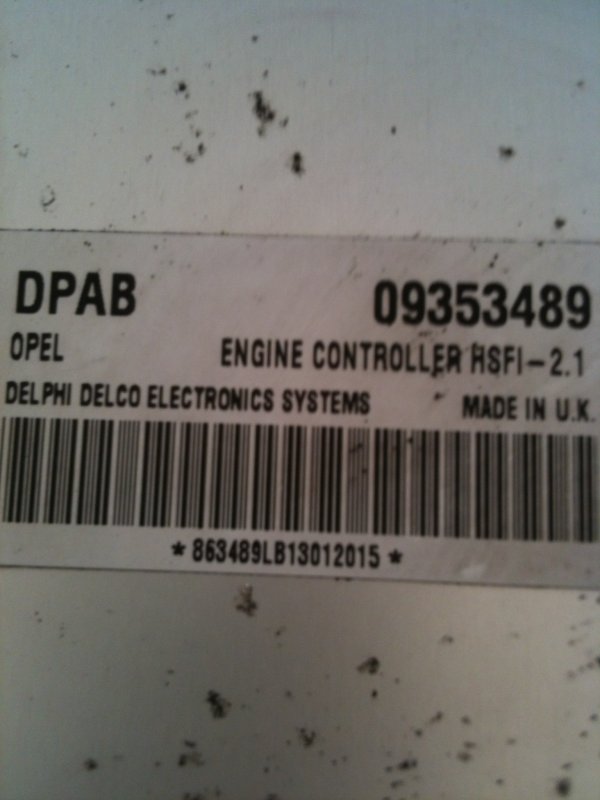 DPAB 09353489
OPEL ENGINE CONTROLLER HSFI-2.1
DELPHI DELCO ELECTRONICS SYSTEMS MADE IN U.K.
*863489LB13012015*